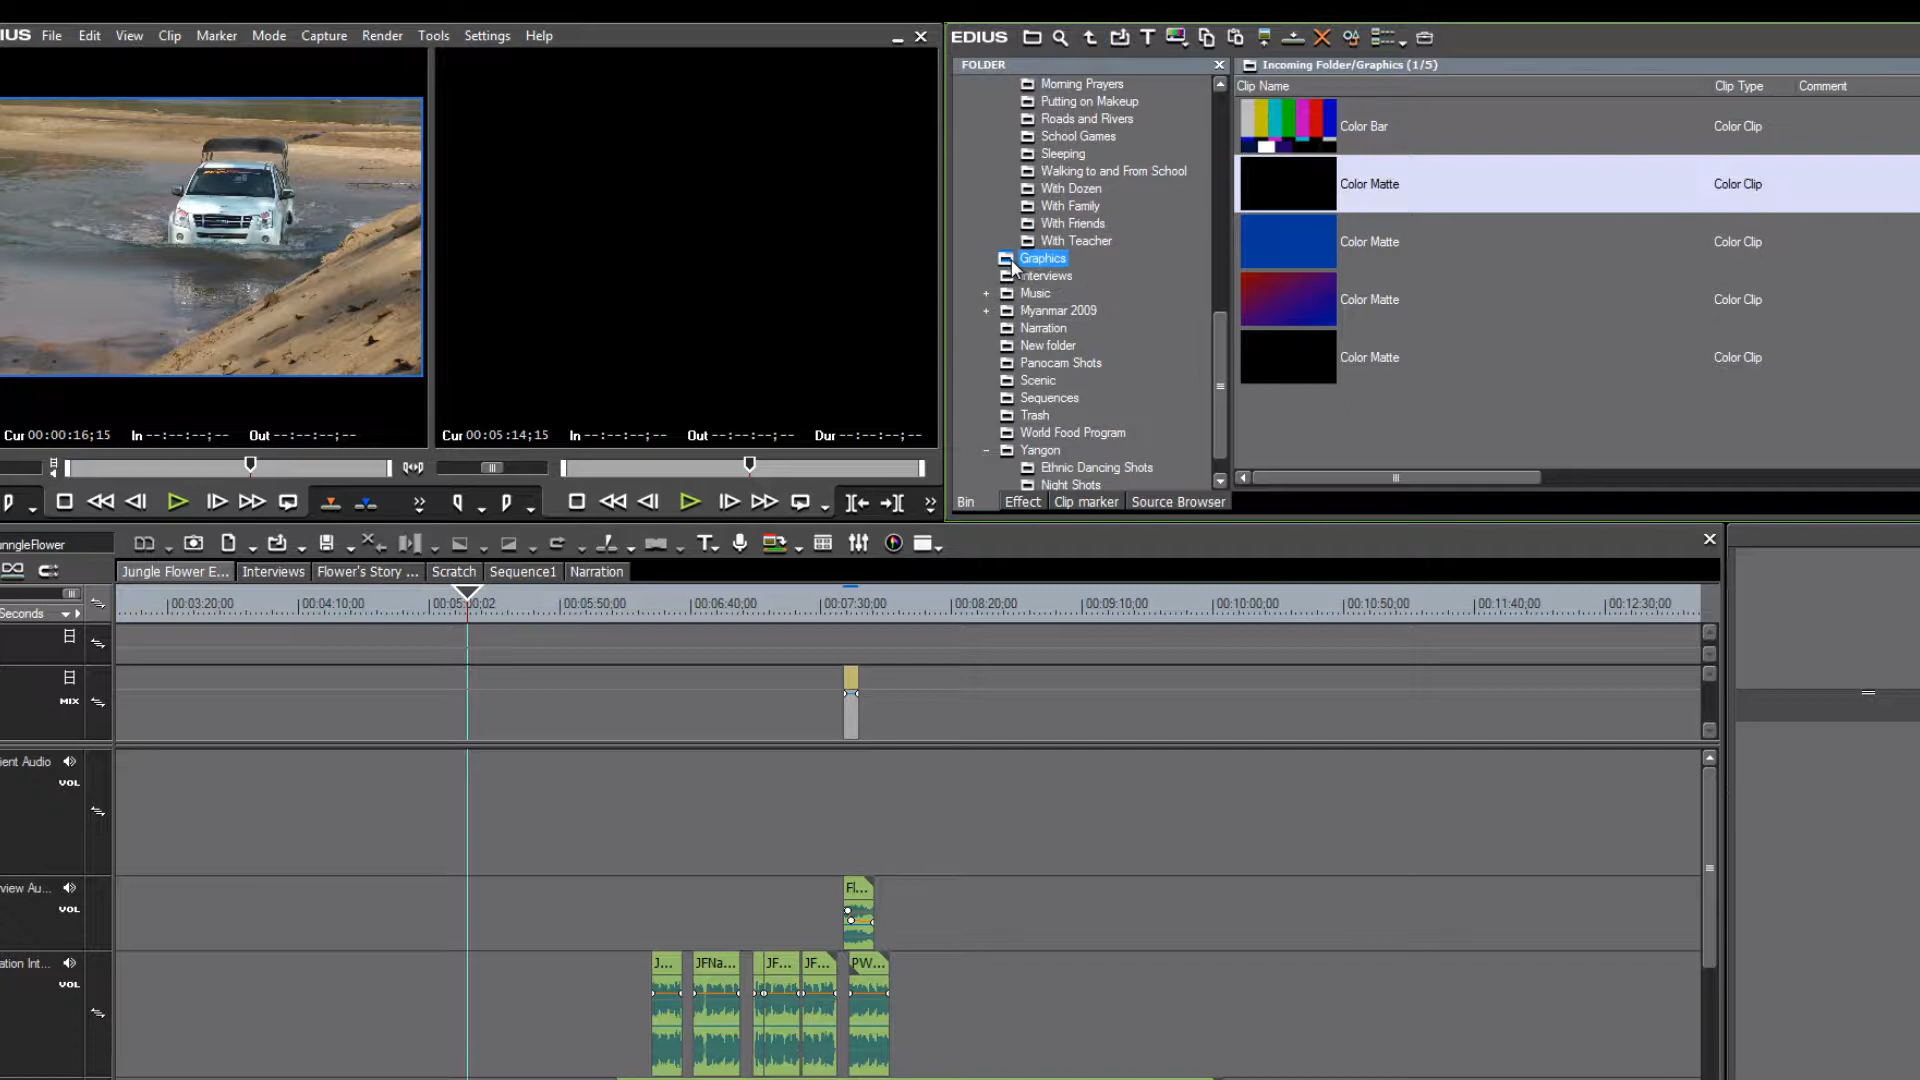 IUS File Edit View Clip Marker Mode Capture Render Tools Settings Help
EDIUS
FOLDER
Incoming Folder/Graphics (1/5)
Clip Name Clip Type Comment
Morning Prayers
Putting on Makeup
Roads and Rivers
School Games
Sleeping
Walking to and From School
With Dozen
With Family
With Friends
With Teacher
Graphics
Interviews
Music
Myanmar 2009
Narration
New folder
Panocam Shots
Scenic
Sequences
Trash
World Food Program
Yangon
Ethnic Dancing Shots
Night Shots
Color Bar Color Clip
Color Matte Color Clip
Color Matte Color Clip
Color Matte Color Clip
Color Matte Color Clip
Cur 00:00:16;15 In --:--:--;-- Out --:--:--;--
Cur 00:05:14;15 In --:--:--;-- Out --:--:--;-- Dur --:--:--;--
Bin Effect Clip marker Source Browser
unngleFlower
Jungle Flower E... Interviews Flower's Story ... Scratch Sequence1 Narration
Seconds
00:03:20;00 00:04:10;00 00:05:00;02 00:05:50;00 00:06:40;00 00:07:30;00 00:08:20;00 00:09:10;00 00:10:00;00 00:10:50;00 00:11:40;00 00:12:30;00
MIX
ient Audio
VOL
view Au...
VOL
Fl...
ation Int...
VOL
J... JFNa... JF... JF... PW...